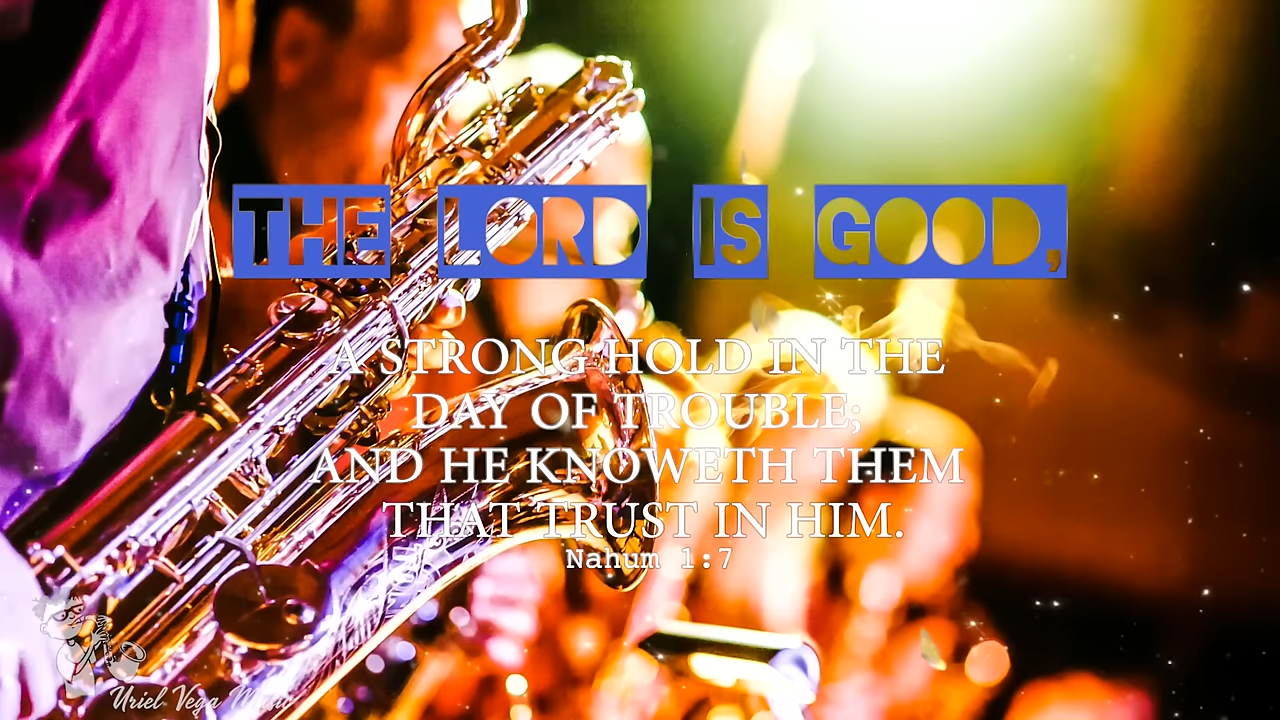 THE LORD IS GOOD,
A STRONG HOLD IN THE
DAY OF TROUBLE;
AND HE KNOWETH THEM
THAT TRUST IN HIM.
Nahum 1:7
Uriel Vega Music